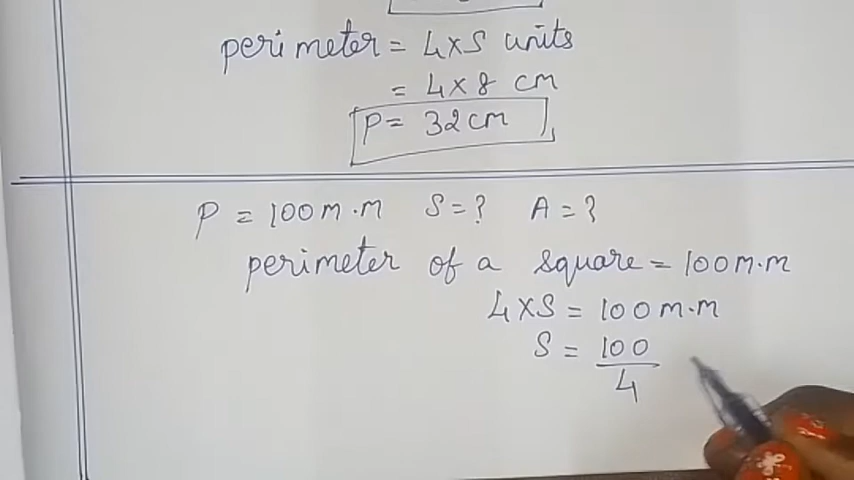 perimeter = 4×S units
= 4×8 cm
P = 32 cm
P = 100 m.m S = ? A = ?
perimeter of a square = 100 m.m
4×S = 100 m.m
S = 100
4